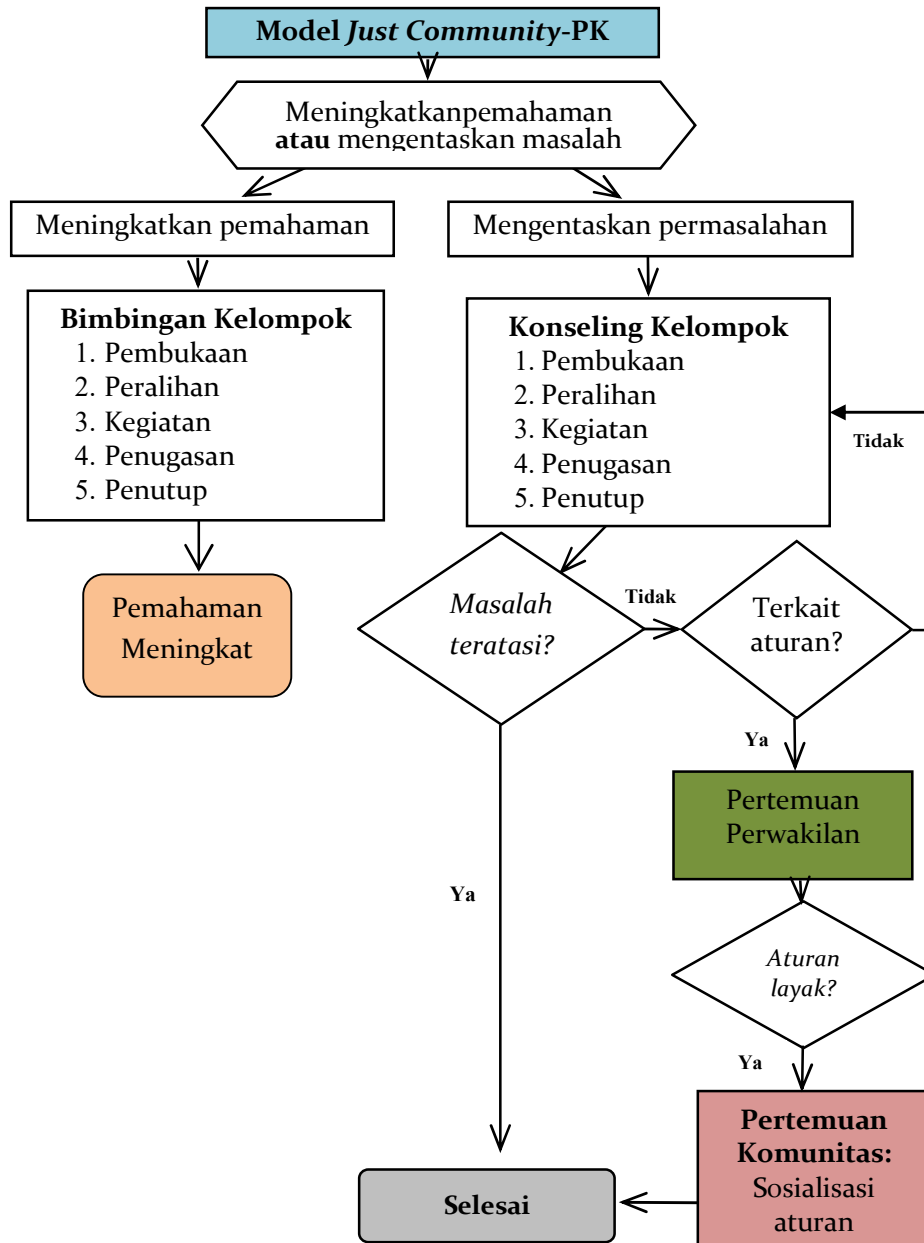 Model Just Community-PK
Meningkatkanpemahaman
atau mengentaskan masalah
Meningkatkan pemahaman
Mengentaskan permasalahan
Bimbingan Kelompok
1. Pembukaan
2. Peralihan
3. Kegiatan
4. Penugasan
5. Penutup
Konseling Kelompok
1. Pembukaan
2. Peralihan
3. Kegiatan
4. Penugasan
5. Penutup
Tidak
Pemahaman
Meningkat
Masalah
teratasi?
Tidak
Terkait
aturan?
Ya
Pertemuan
Perwakilan
Ya
Aturan
layak?
Ya
Pertemuan
Komunitas:
Sosialisasi
aturan
Selesai